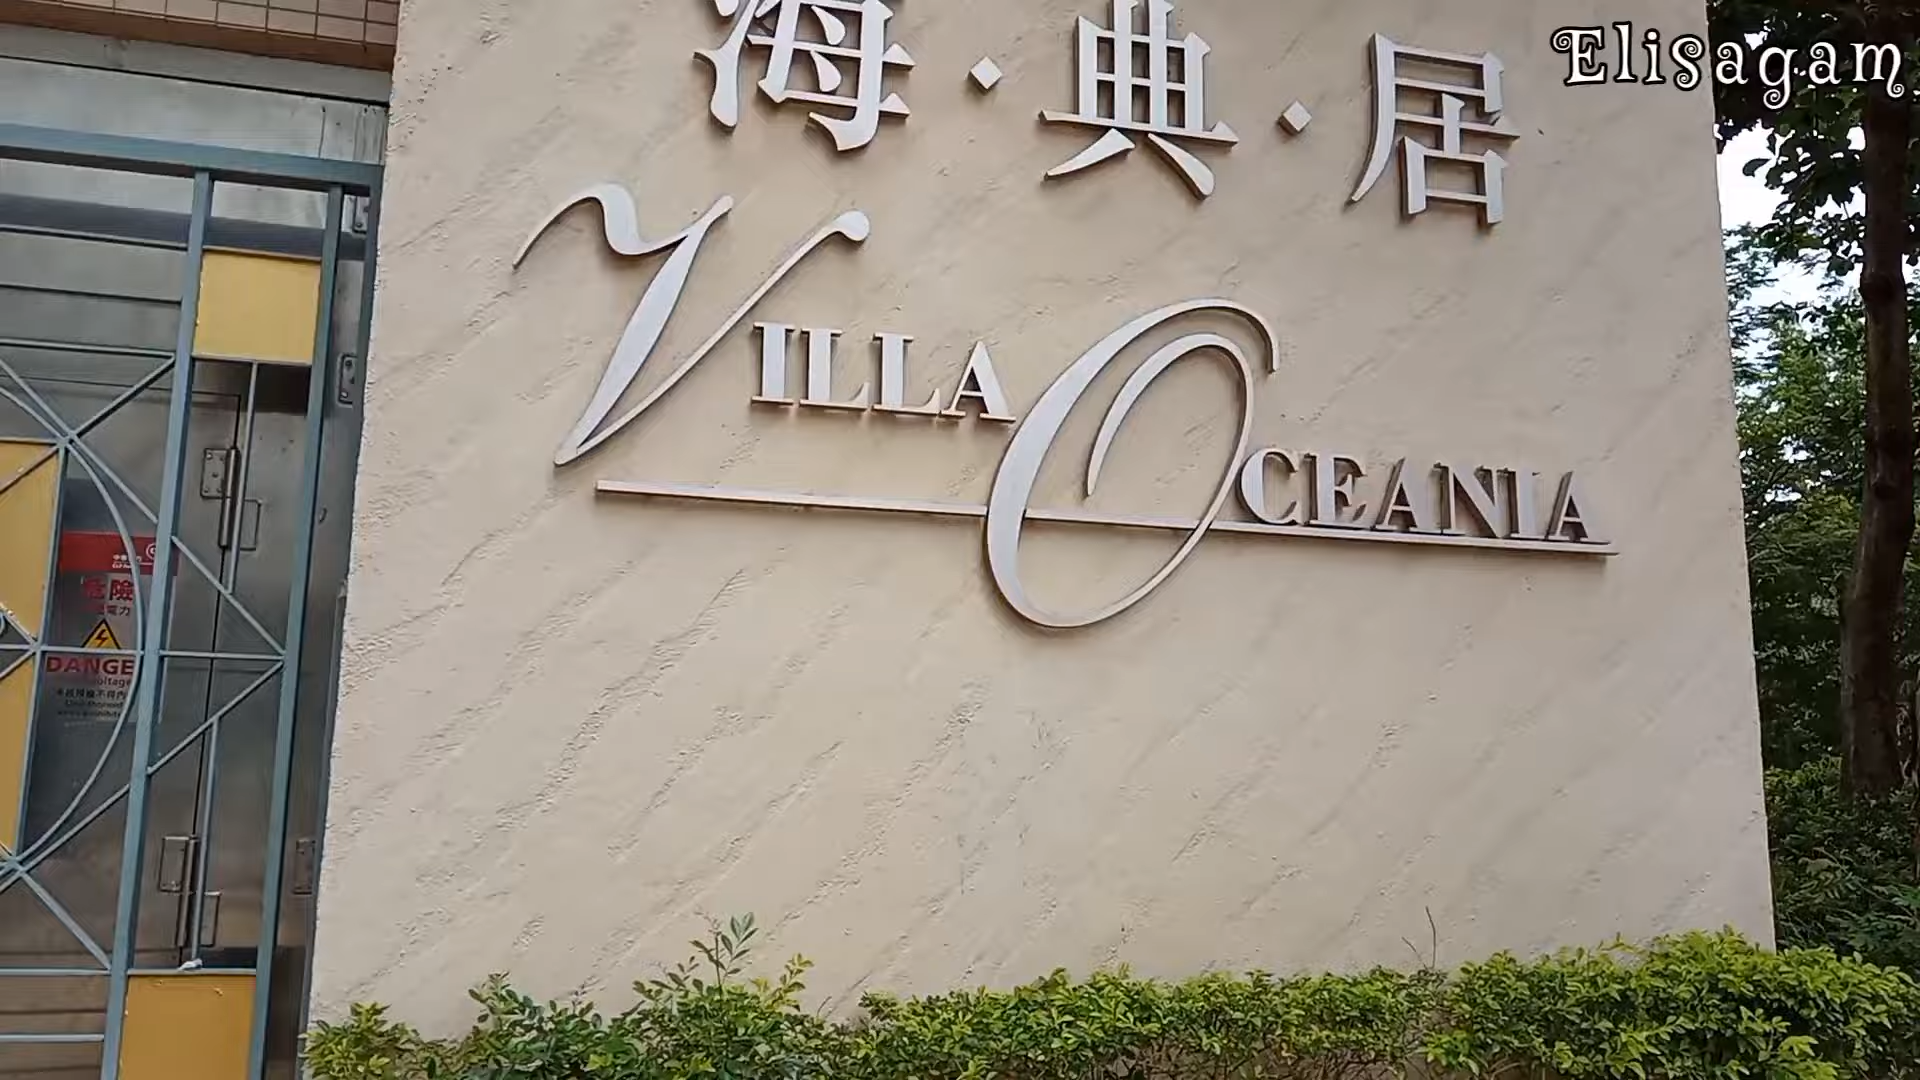 Elisagam
海·典·居
VILLA OCEANIA
危險
DANGE